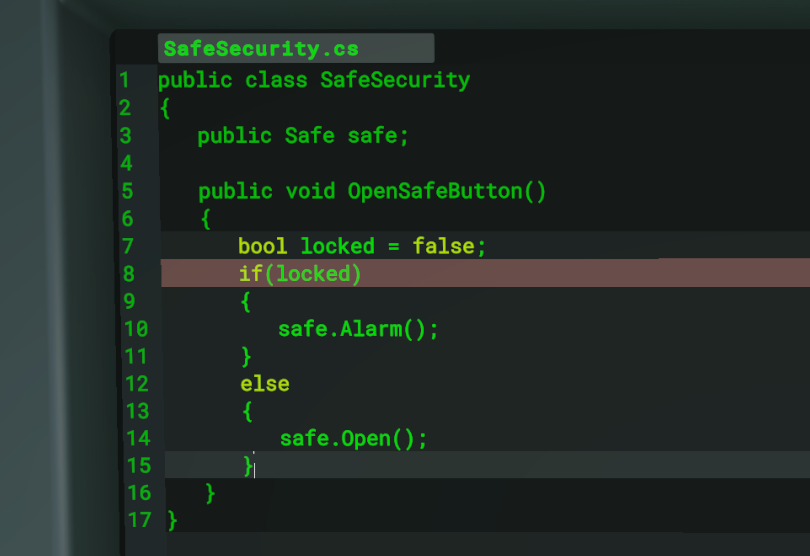 SafeSecurity.cs
1 public class SafeSecurity
2 {
3 public Safe safe;
4
5 public void OpenSafeButton()
6 {
7 bool locked = false;
8 if(locked)
9 {
10 safe.Alarm();
11 }
12 else
13 {
14 safe.Open();
15 }
16 }
17 }